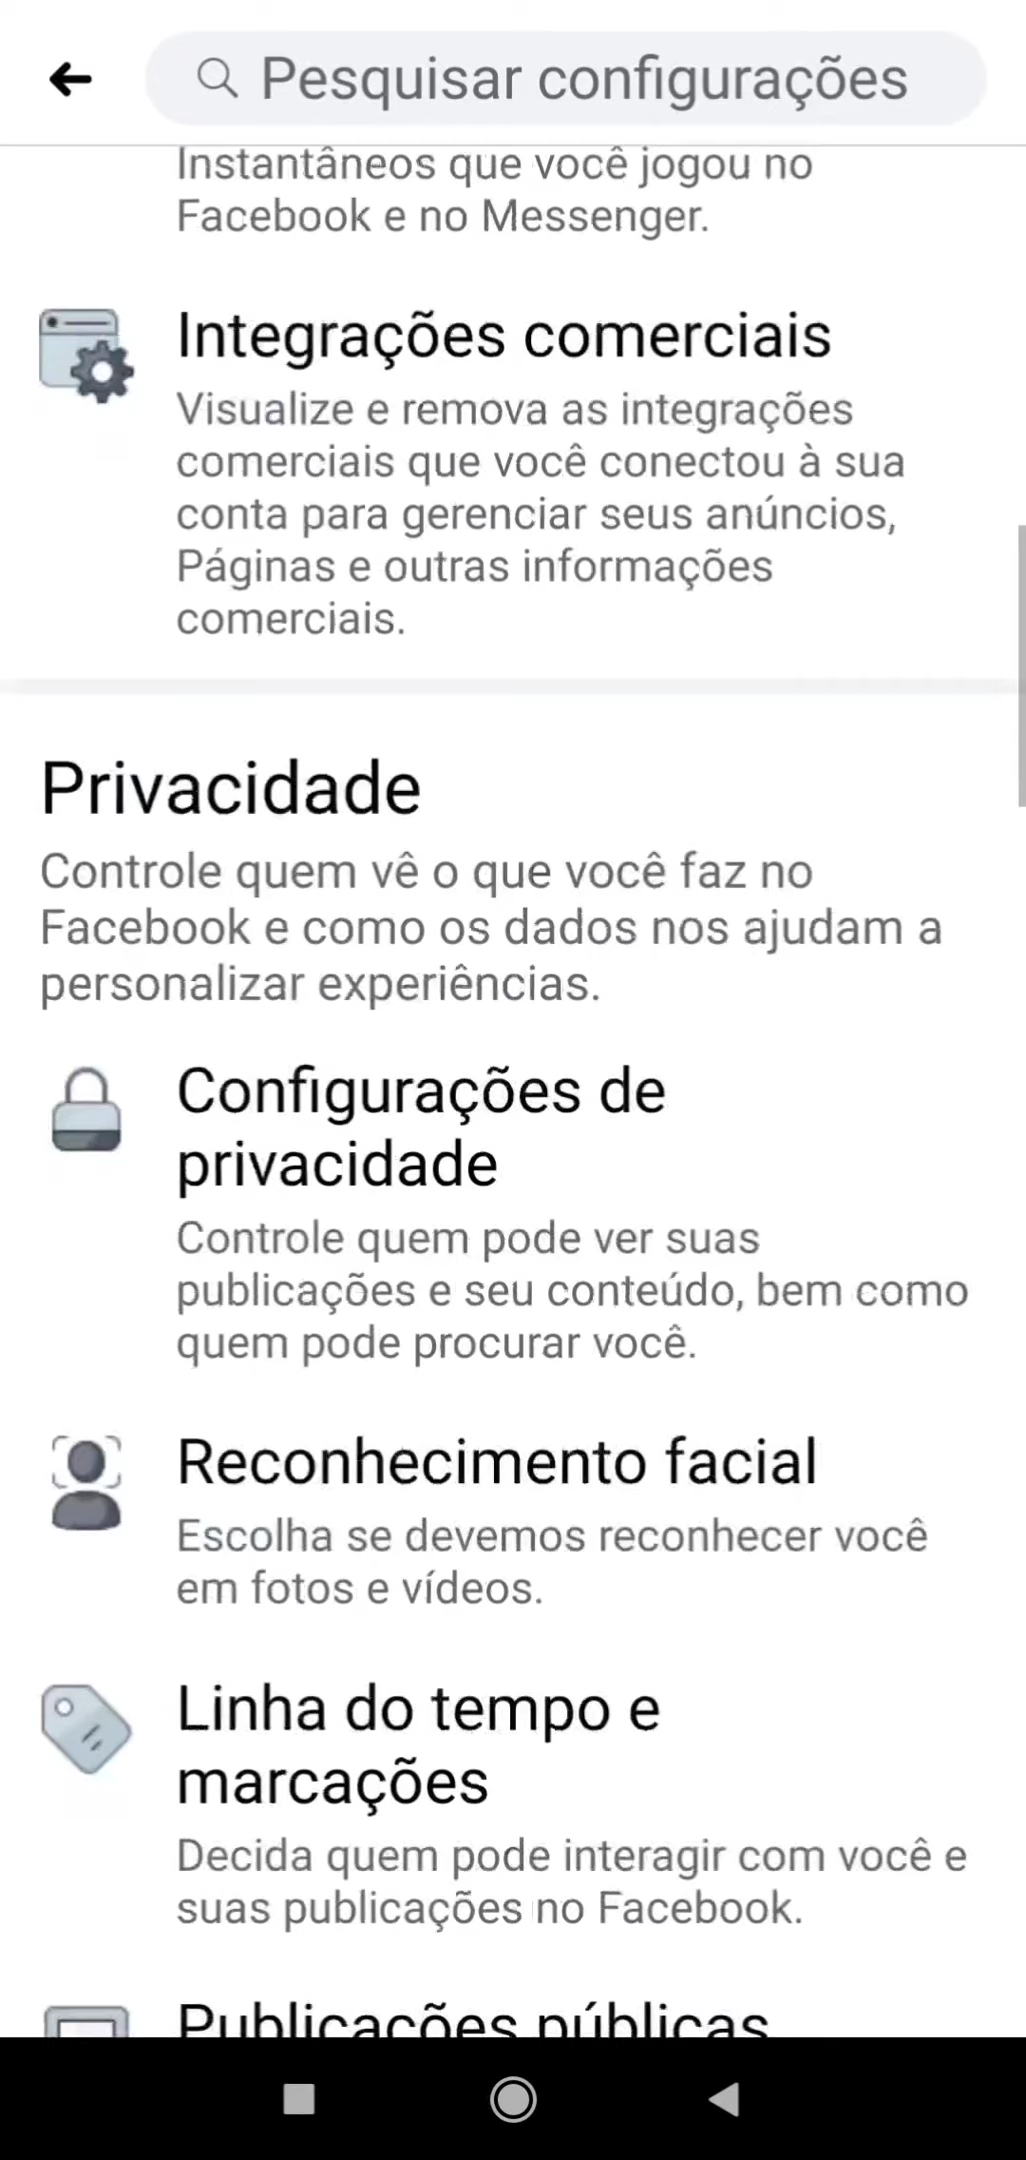 Pesquisar configurações
Instantâneos que você jogou no
Facebook e no Messenger.
Integrações comerciais
Visualize e remova as integrações
comerciais que você conectou à sua
conta para gerenciar seus anúncios,
Páginas e outras informações
comerciais.
Privacidade
Controle quem vê o que você faz no
Facebook e como os dados nos ajudam a
personalizar experiências.
Configurações de
privacidade
Controle quem pode ver suas
publicações e seu conteúdo, bem como
quem pode procurar você.
Reconhecimento facial
Escolha se devemos reconhecer você
em fotos e vídeos.
Linha do tempo e
marcações
Decida quem pode interagir com você e
suas publicações no Facebook.
Publicações públicas